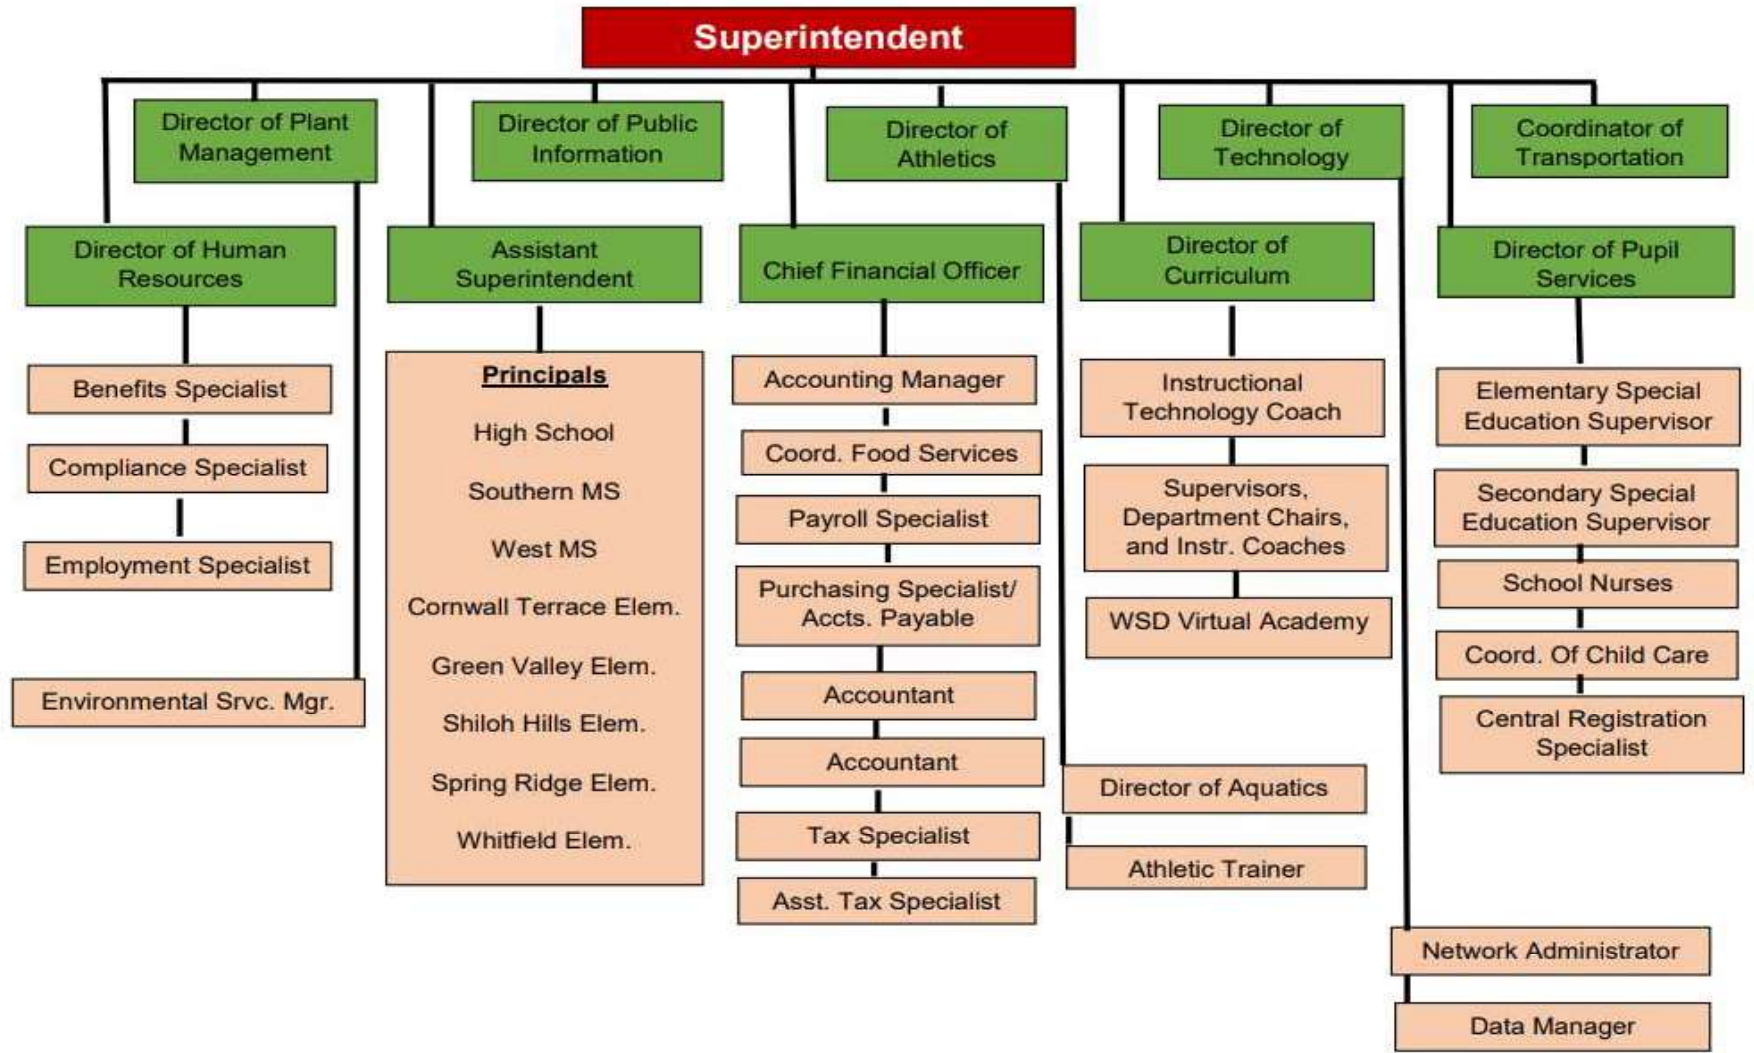 Superintendent
Director of Plant
Management
Director of Public
Information
Director of
Athletics
Director of
Technology
Coordinator of
Transportation
Director of Human
Resources
Assistant
Superintendent
Chief Financial Officer
Director of
Curriculum
Director of Pupil
Services
Benefits Specialist
Compliance Specialist
Employment Specialist
Environmental Srvc. Mgr.
Principals
High School
Southern MS
West MS
Cornwall Terrace Elem.
Green Valley Elem.
Shiloh Hills Elem.
Spring Ridge Elem.
Whitfield Elem.
Accounting Manager
Coord. Food Services
Payroll Specialist
Purchasing Specialist/
Accts. Payable
Accountant
Accountant
Tax Specialist
Asst. Tax Specialist
Instructional
Technology Coach
Supervisors,
Department Chairs,
and Instr. Coaches
WSD Virtual Academy
Director of Aquatics
Athletic Trainer
Elementary Special
Education Supervisor
Secondary Special
Education Supervisor
School Nurses
Coord. Of Child Care
Central Registration
Specialist
Network Administrator
Data Manager